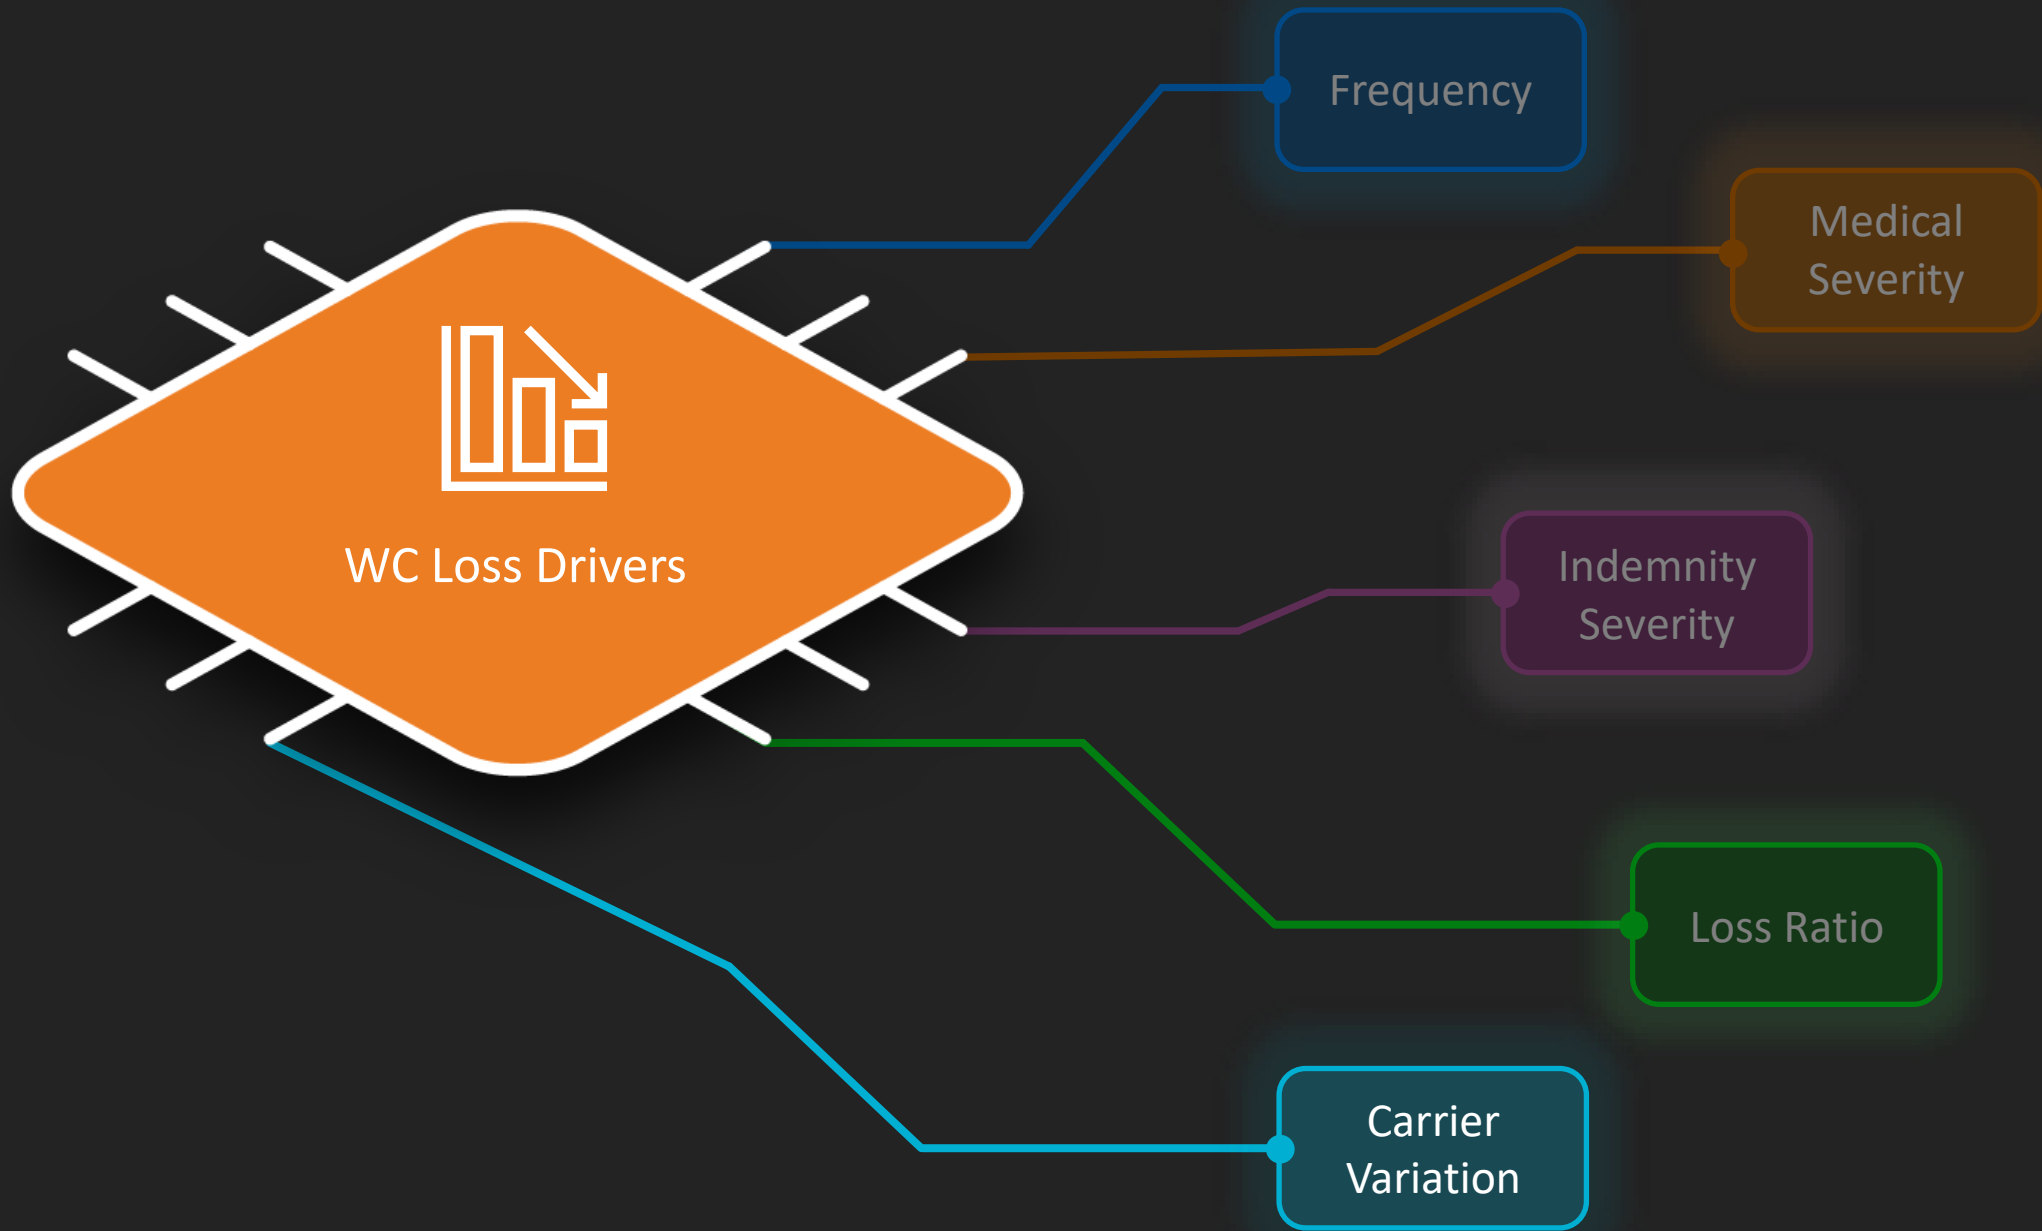 Frequency
Medical
Severity
WC Loss Drivers
Indemnity
Severity
Loss Ratio
Carrier
Variation